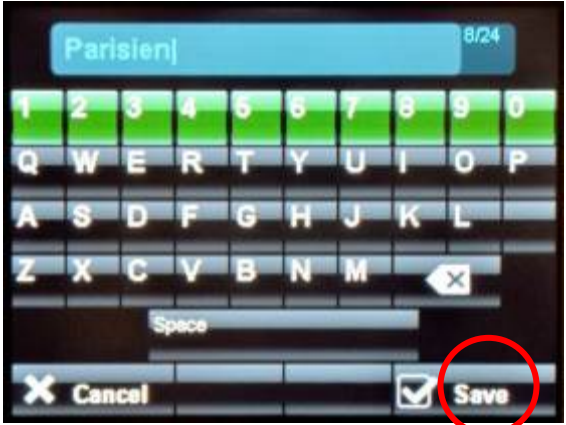 Parisien
8/24
1 2 3 4 5 6 7 8 9 0
Q W E R T Y U I O P
A S D F G H J K L
Z X C V B N M
Space
Cancel Save